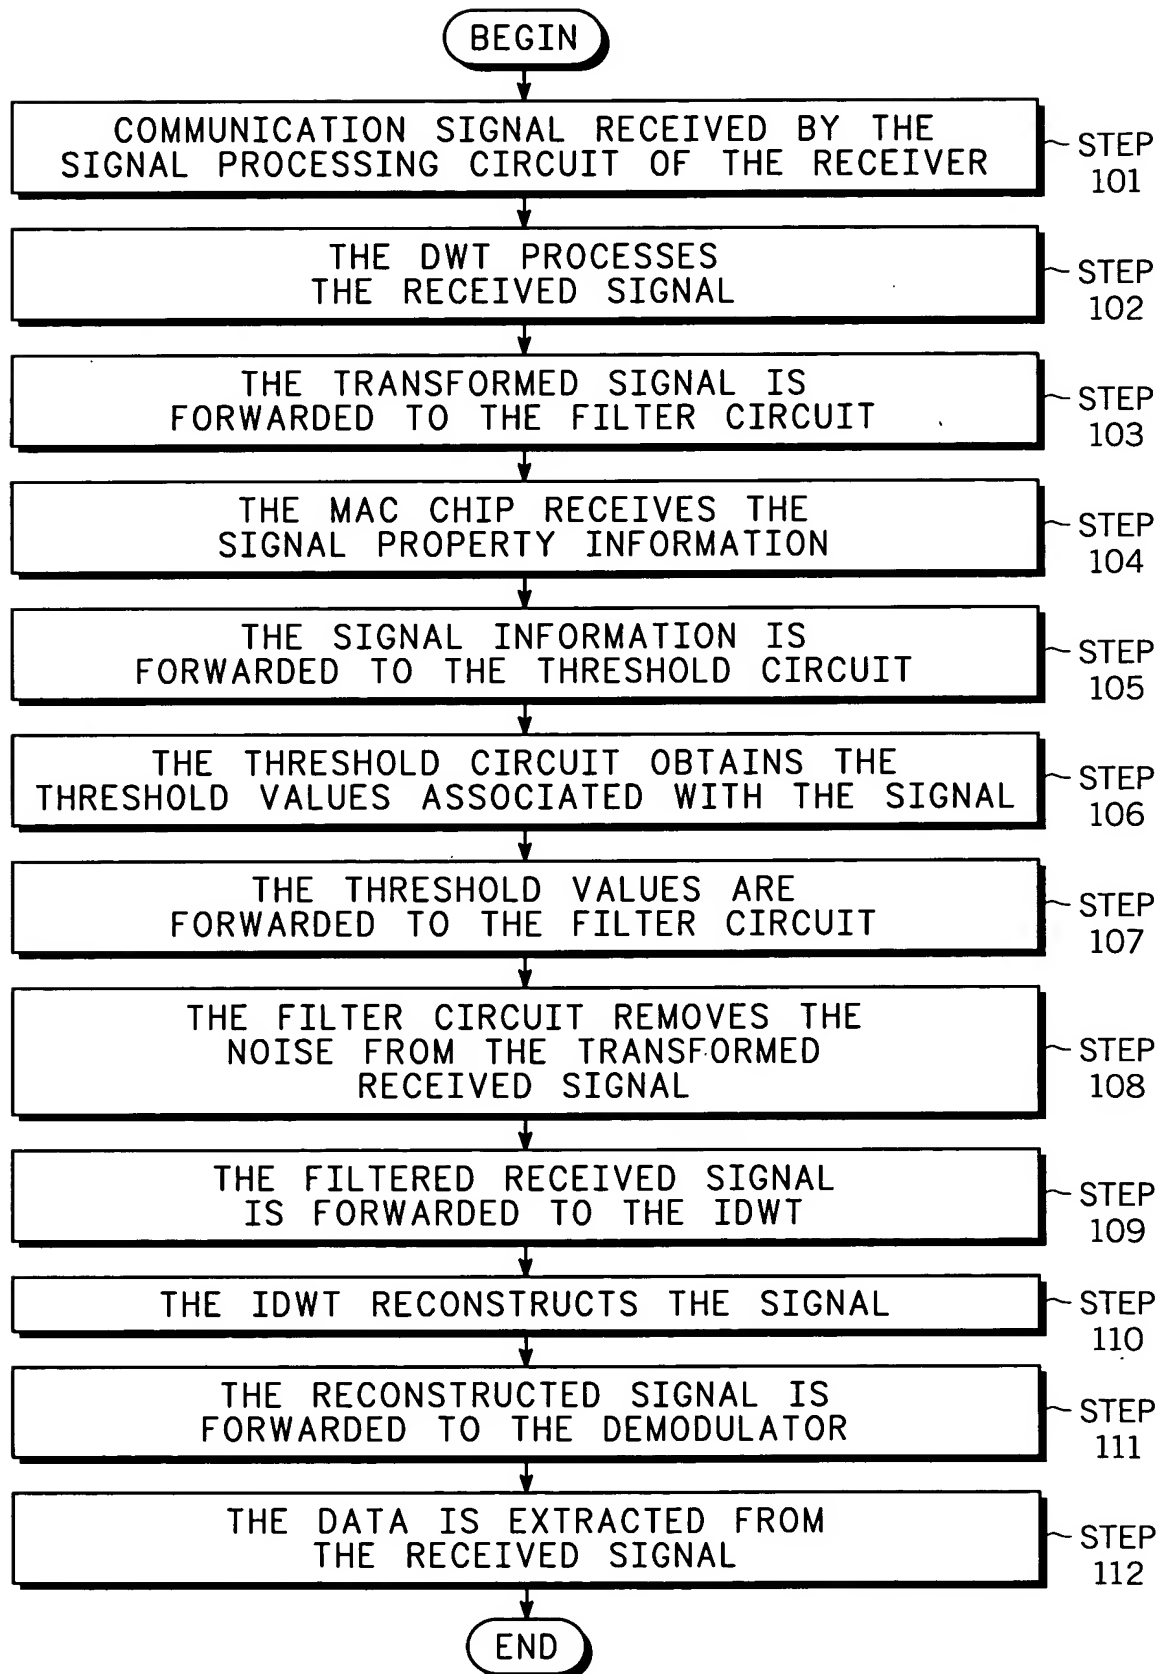 BEGIN
COMMUNICATION SIGNAL RECEIVED BY THE
SIGNAL PROCESSING CIRCUIT OF THE RECEIVER
STEP
101
THE DWT PROCESSES
THE RECEIVED SIGNAL
STEP
102
THE TRANSFORMED SIGNAL IS
FORWARDED TO THE FILTER CIRCUIT
STEP
103
THE MAC CHIP RECEIVES THE
SIGNAL PROPERTY INFORMATION
STEP
104
THE SIGNAL INFORMATION IS
FORWARDED TO THE THRESHOLD CIRCUIT
STEP
105
THE THRESHOLD CIRCUIT OBTAINS THE
THRESHOLD VALUES ASSOCIATED WITH THE SIGNAL
STEP
106
THE THRESHOLD VALUES ARE
FORWARDED TO THE FILTER CIRCUIT
STEP
107
THE FILTER CIRCUIT REMOVES THE
NOISE FROM THE TRANSFORMED
RECEIVED SIGNAL
STEP
108
THE FILTERED RECEIVED SIGNAL
IS FORWARDED TO THE IDWT
STEP
109
THE IDWT RECONSTRUCTS THE SIGNAL
STEP
110
THE RECONSTRUCTED SIGNAL IS
FORWARDED TO THE DEMODULATOR
STEP
111
THE DATA IS EXTRACTED FROM
THE RECEIVED SIGNAL
STEP
112
END